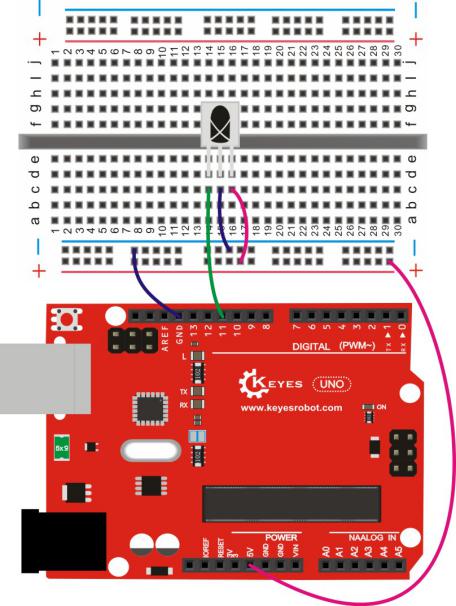 + +
1 2 3 4 5 6 7 8 9 10 11 12 13 14 15 16 17 18 19 20 21 22 23 24 25 26 27 28 29 30
j j
i i
h h
g g
f f
e e
d d
c c
b b
a a
1 2 3 4 5 6 7 8 9 10 11 12 13 14 15 16 17 18 19 20 21 22 23 24 25 26 27 28 29 30
+ +
AREF GND 13 12 11 10 9 8 7 6 5 4 3 2 TX ▶ 1 RX ▶ 0
DIGITAL (PWM~)
L
102
TX
RX
KEYES UNO
www.keyesrobot.com
ON
102
POWER NAALOG IN
IOREF RESET 3V3 5V GND GND VIN A0 A1 A2 A3 A4 A5